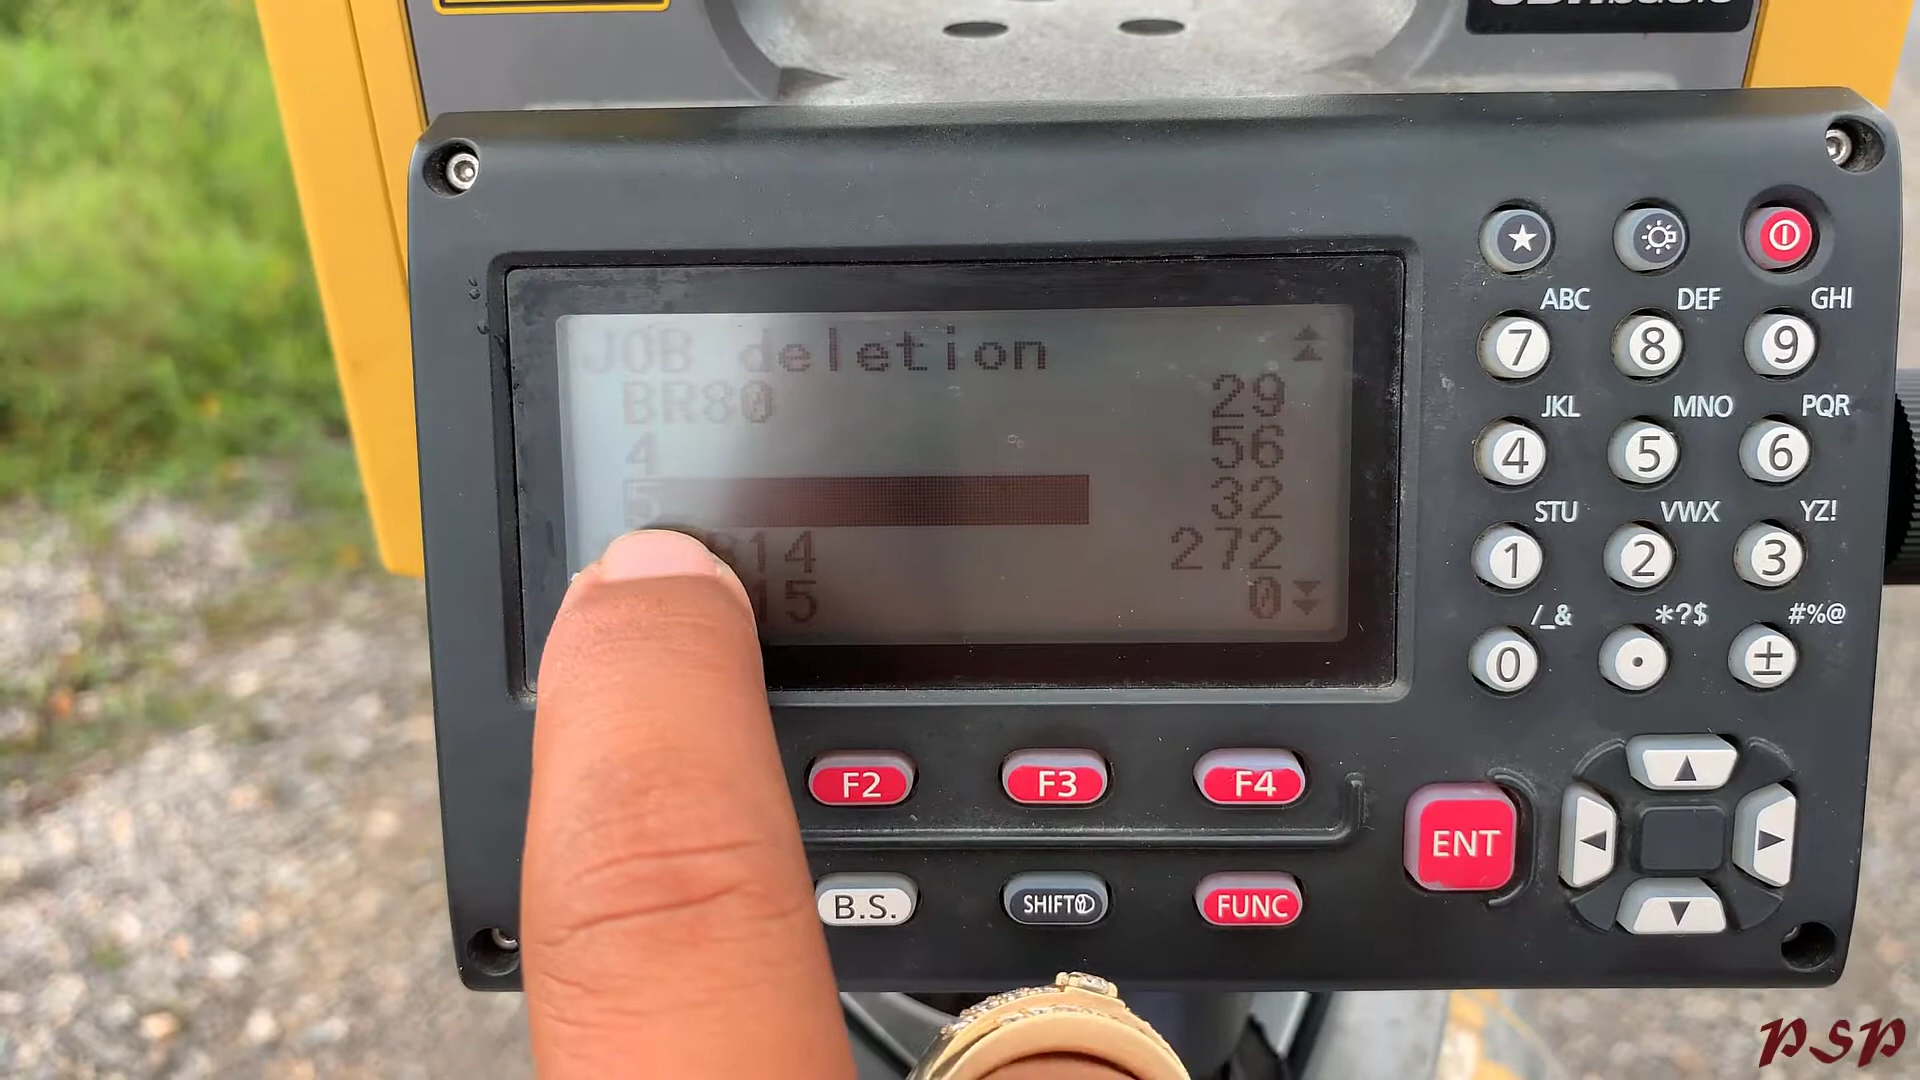 JOB deletion
BR80 29
4 56
5 32
14 272
15 0
ABC DEF GHI
7 8 9
JKL MNO PQR
4 5 6
STU VWX YZ!
1 2 3
/_& *?$ #%@
0 • ±
F2 F3 F4
ENT
B.S. SHIFT FUNC
PSP